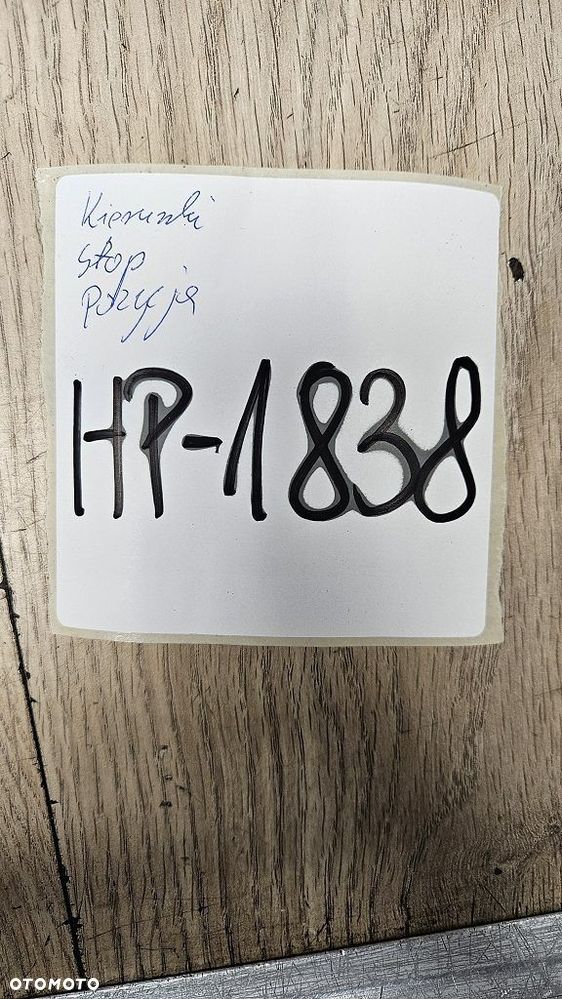 Kierunki
stop
pozycja
HP-1838
OTOMOTO